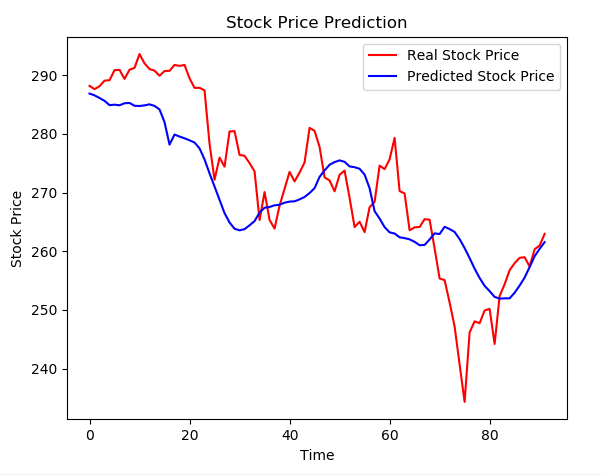 Stock Price Prediction
Real Stock Price
Predicted Stock Price
Stock Price
290
280
270
260
250
240
0 20 40 60 80
Time